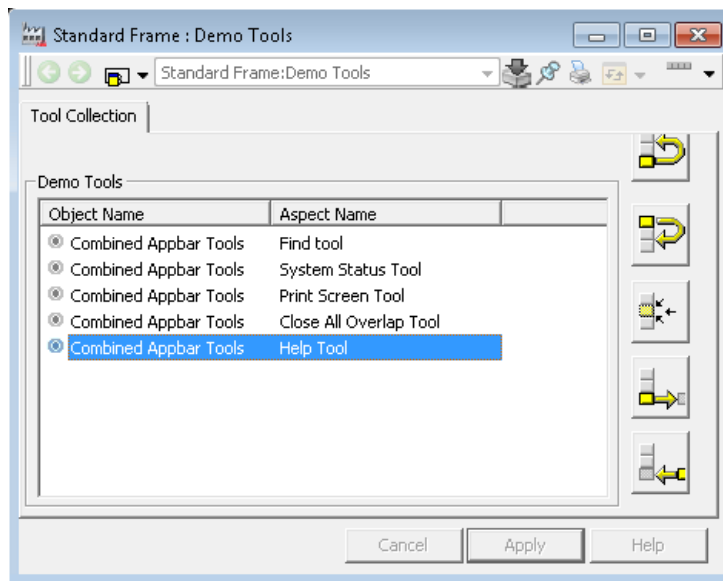 Standard Frame : Demo Tools
Standard Frame:Demo Tools
Tool Collection
Demo Tools
Object Name Aspect Name
Combined Appbar Tools Find tool
Combined Appbar Tools System Status Tool
Combined Appbar Tools Print Screen Tool
Combined Appbar Tools Close All Overlap Tool
Combined Appbar Tools Help Tool
Cancel Apply Help